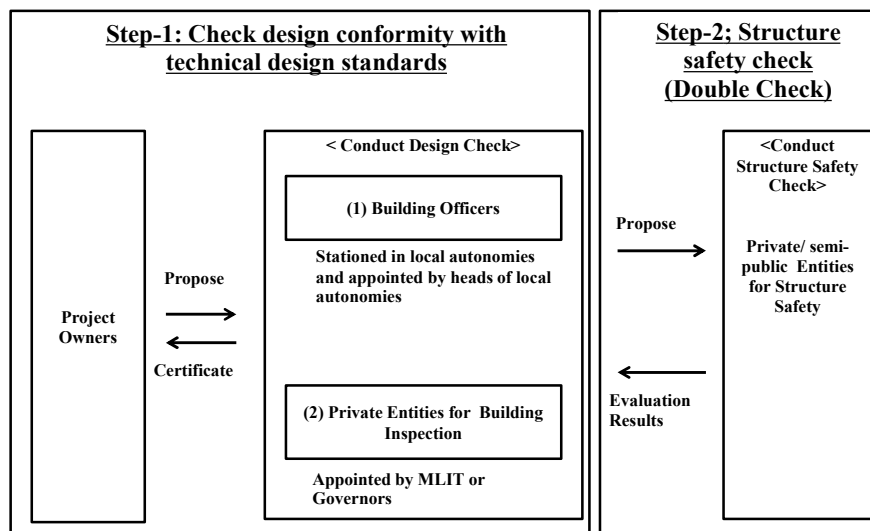 Step-1: Check design conformity with
technical design standards
Project
Owners
Propose
Certificate
< Conduct Design Check>
(1) Building Officers
Stationed in local autonomies
and appointed by heads of local
autonomies
(2) Private Entities for Building
Inspection
Appointed by MLIT or
Governors
Step-2; Structure
safety check
(Double Check)
Propose
Evaluation
Results
<Conduct
Structure Safety
Check>
Private/ semi-
public Entities
for Structure
Safety